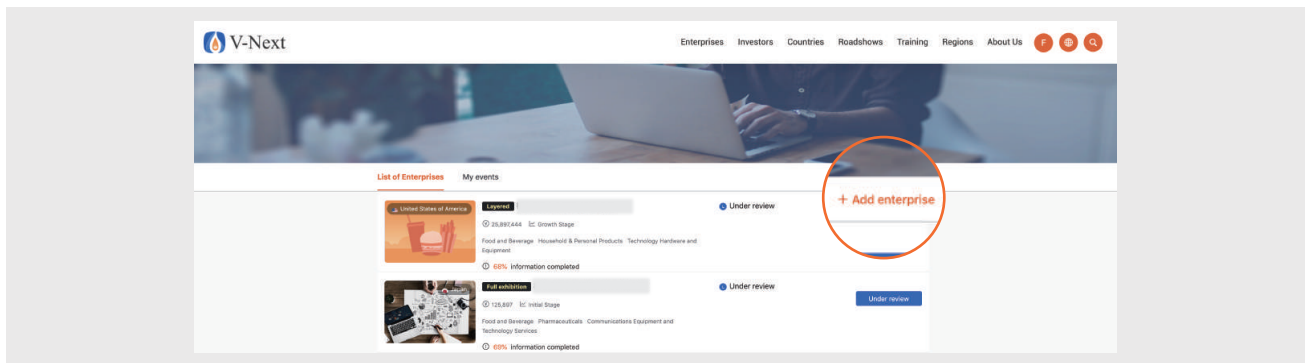 V-Next
Enterprises Investors Countries Roadshows Training Regions About Us F
List of Enterprises My events
+ Add enterprise
United States of America
Layered
Under review
25,897,444 Growth Stage
Food and Beverage Household & Personal Products Technology Hardware and
Equipment
68% Information completed
Full exhibition
Under review
126,897 Initial Stage
Under review
Food and Beverage Pharmaceuticals Communications Equipment and
Technology Services
60% Information completed